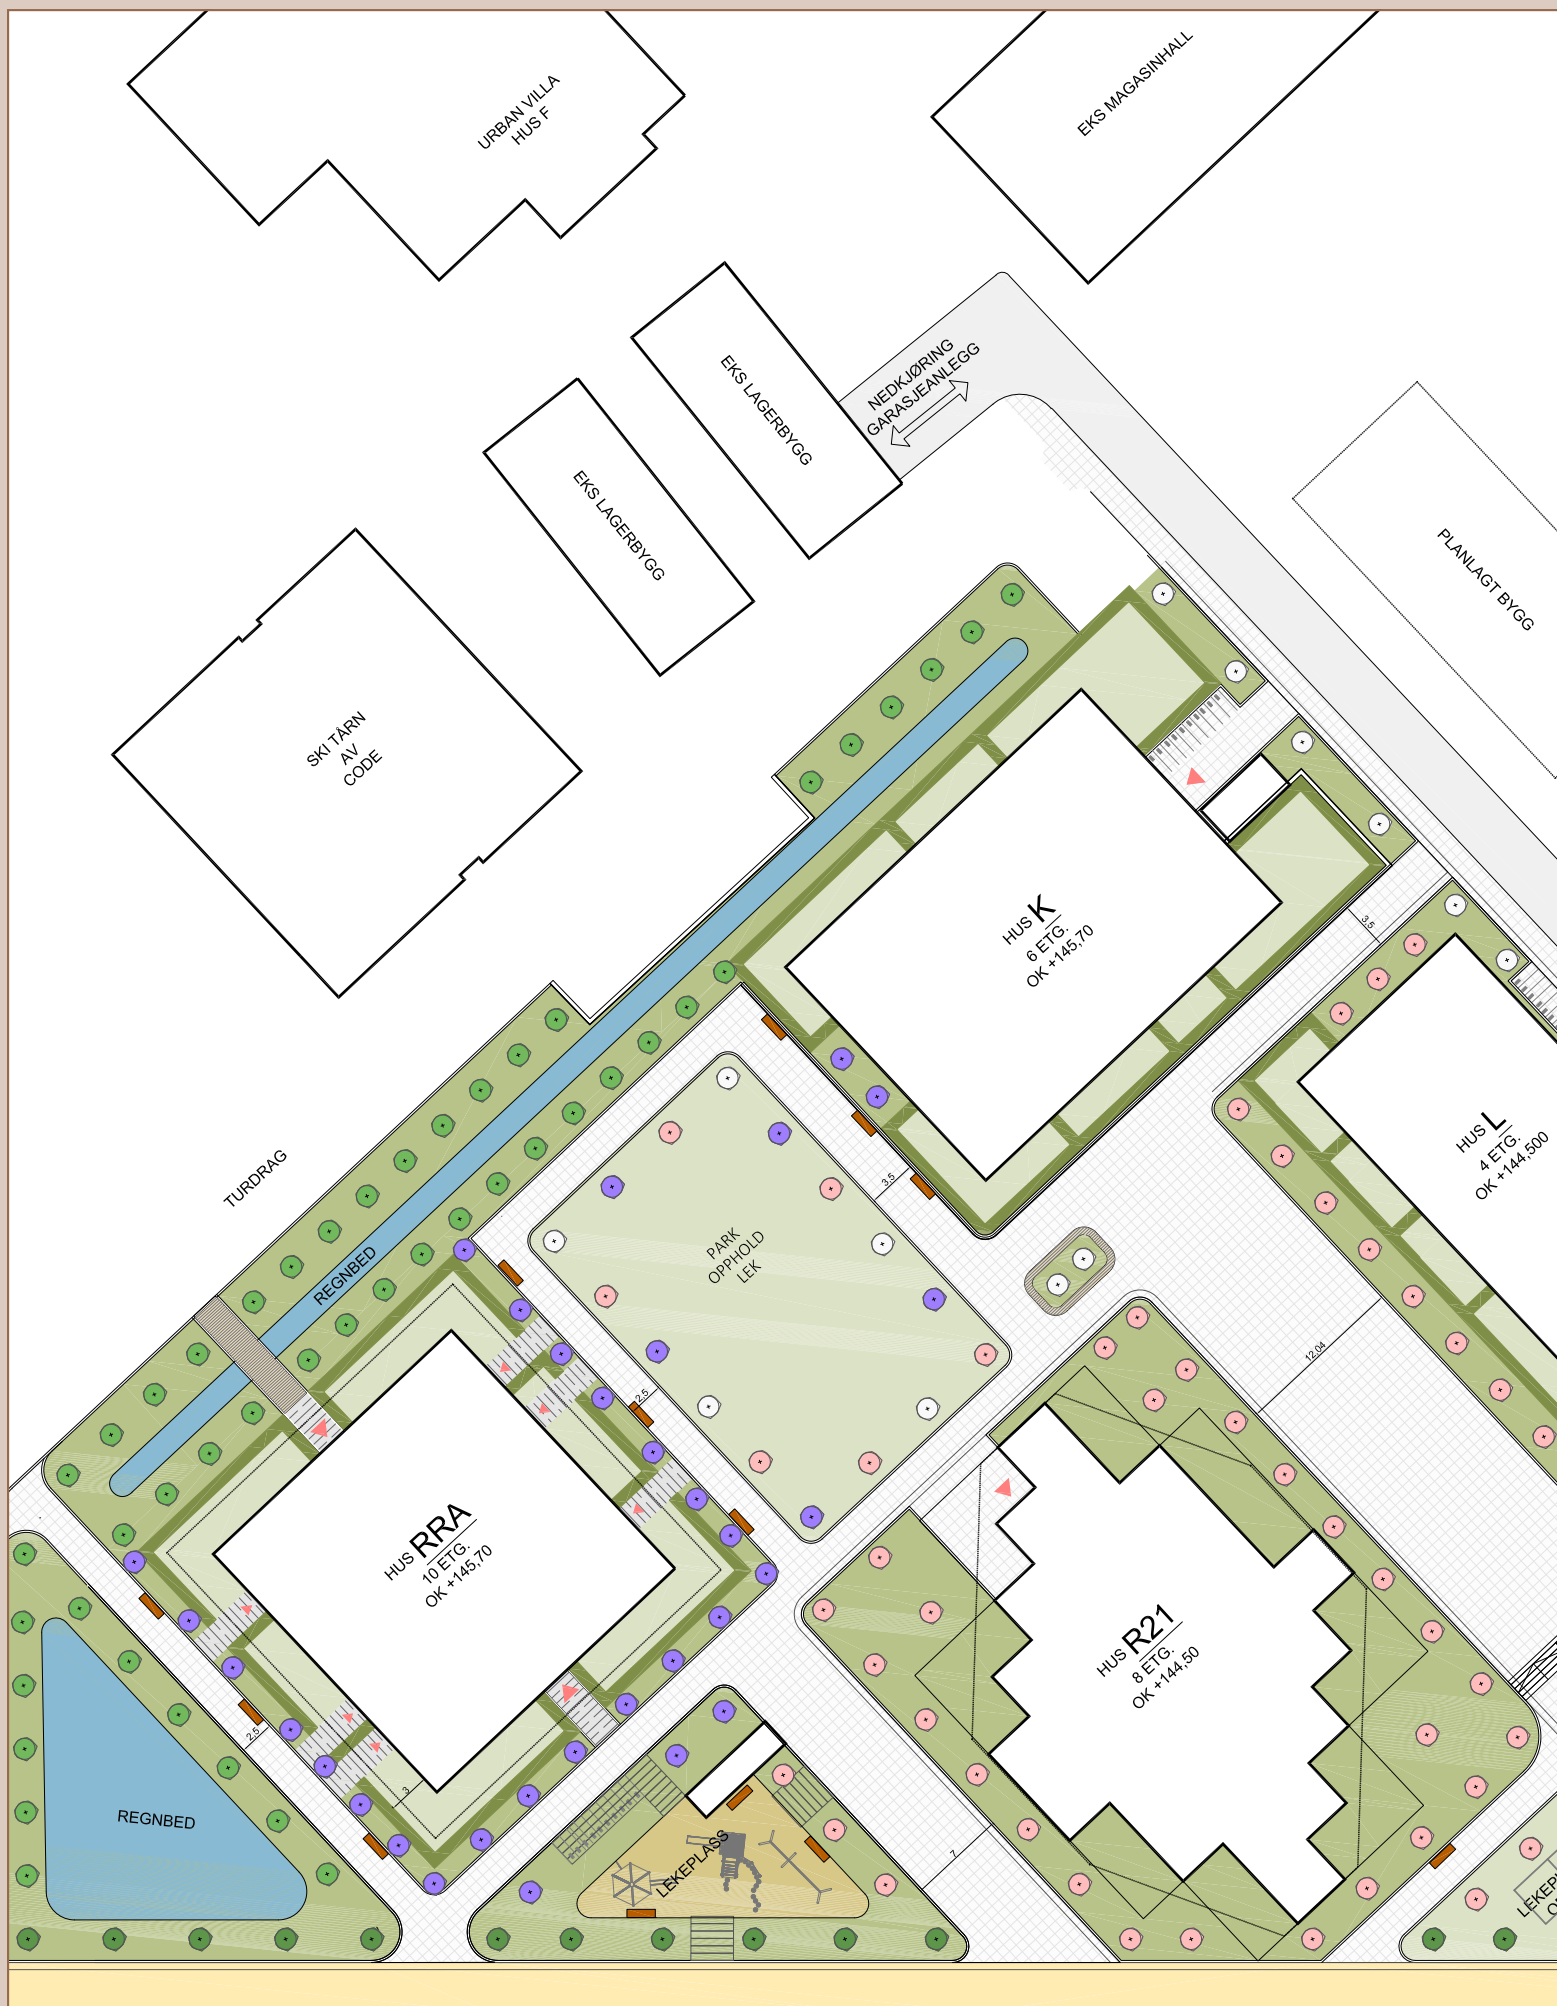 URBAN VILLA
HUS F
EKS MAGASINHALL
NEDKJØRING
GARASJEANLEGG
EKS LAGERBYGG
EKS LAGERBYGG
PLANLAGT BYGG
SKI TÅRN
AV
CODE
HUS K
6 ETG.
OK +145,70
3,5
HUS L
4 ETG.
OK +144,500
TURDRAG
REGNBED
3,5
PARK
OPPHOLD
LEK
12,04
2,5
HUS RRA
10 ETG.
OK +145,70
HUS R21
8 ETG.
OK +144,50
2,5
3
REGNBED
LEKEPLASS
7